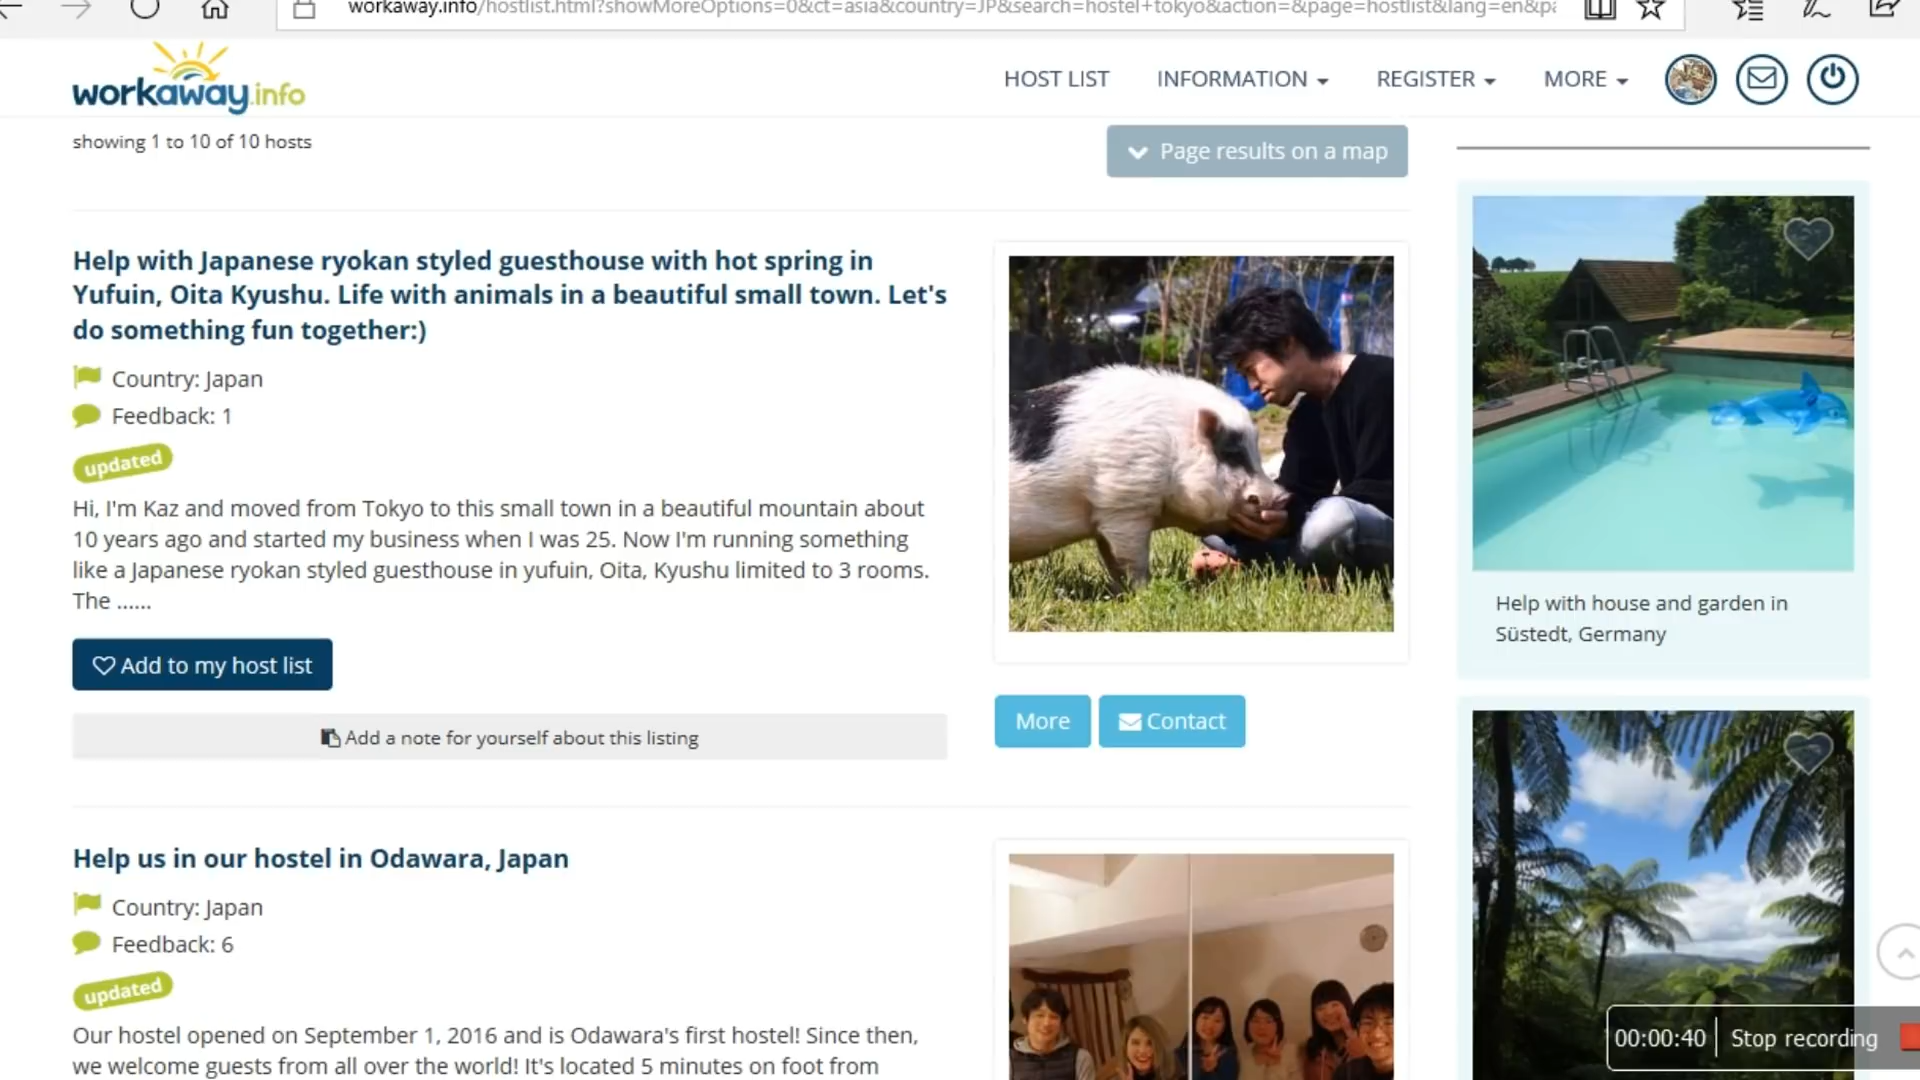 workaway.info/hostlist.html?showMoreOptions=0&ct=asia&country=JP&search=hostel+tokyo&action=&page=hostlist&lang=en&pa
workaway.info
HOST LIST
INFORMATION
REGISTER
MORE
showing 1 to 10 of 10 hosts
Page results on a map
Help with Japanese ryokan styled guesthouse with hot spring in
Yufuin, Oita Kyushu. Life with animals in a beautiful small town. Let's
do something fun together:)
Country: Japan
Feedback: 1
updated
Hi, I'm Kaz and moved from Tokyo to this small town in a beautiful mountain about
10 years ago and started my business when I was 25. Now I'm running something
like a Japanese ryokan styled guesthouse in yufuin, Oita, Kyushu limited to 3 rooms.
The ......
Add to my host list
Add a note for yourself about this listing
More
Contact
Help with house and garden in
Süstedt, Germany
Help us in our hostel in Odawara, Japan
Country: Japan
Feedback: 6
updated
Our hostel opened on September 1, 2016 and is Odawara's first hostel! Since then,
we welcome guests from all over the world! It's located 5 minutes on foot from
00:00:40
Stop recording